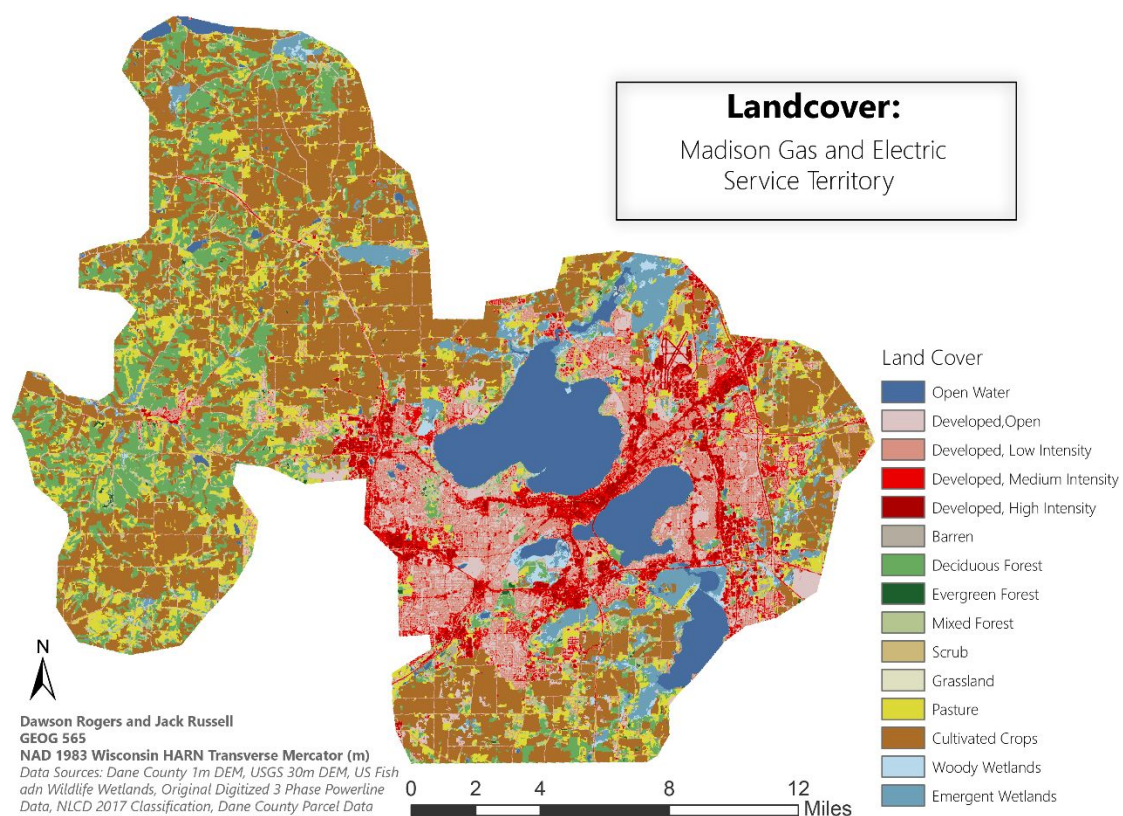 Landcover:
Madison Gas and Electric
Service Territory
Land Cover
Open Water
Developed,Open
Developed, Low Intensity
Developed, Medium Intensity
Developed, High Intensity
Barren
Deciduous Forest
Evergreen Forest
Mixed Forest
Scrub
Grassland
Pasture
Cultivated Crops
Woody Wetlands
Emergent Wetlands
N
Dawson Rogers and Jack Russell
GEOG 565
NAD 1983 Wisconsin HARN Transverse Mercator (m)
Data Sources: Dane County 1m DEM, USGS 30m DEM, US Fish
adn Wildlife Wetlands, Original Digitized 3 Phase Powerline
Data, NLCD 2017 Classification, Dane County Parcel Data
0 2 4 8 12
Miles